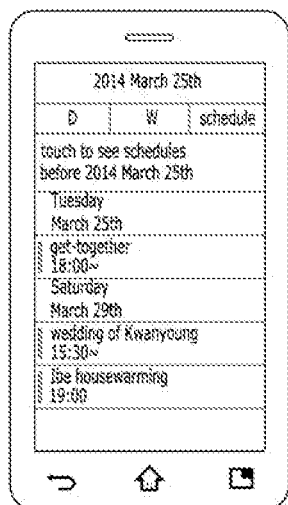 2014 March 25th
D W schedule
touch to see schedules
before 2014 March 25th
Tuesday
March 25th
get-together
18:00~
Saturday
March 29th
wedding of Kwanyoung
15:30~
Ibe housewarming
19:00